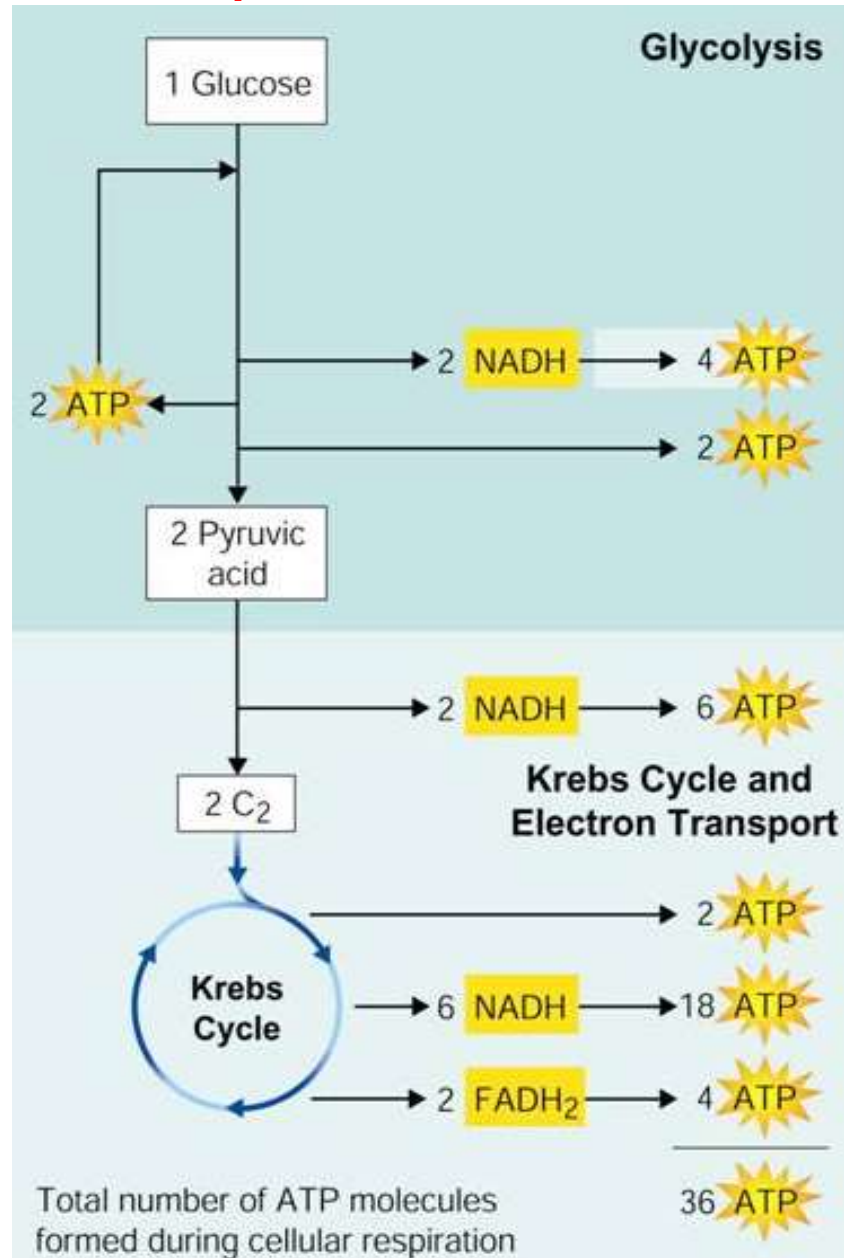 Glycolysis
1 Glucose
2 NADH
4 ATP
2 ATP
2 ATP
2 Pyruvic
acid
2 NADH
6 ATP
2 C₂
Krebs Cycle and
Electron Transport
2 ATP
Krebs
Cycle
6 NADH
18 ATP
2 FADH₂
4 ATP
Total number of ATP molecules
formed during cellular respiration
36 ATP